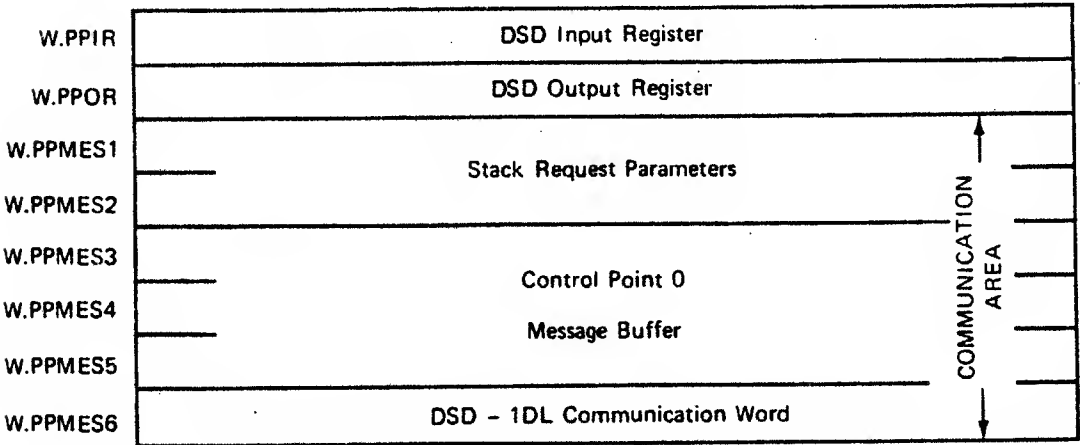 W.PPIR DSD Input Register
W.PPOR DSD Output Register
W.PPMES1
Stack Request Parameters
W.PPMES2
W.PPMES3
Control Point 0
W.PPMES4
Message Buffer
W.PPMES5
W.PPMES6 DSD - 1DL Communication Word
COMMUNICATION
AREA